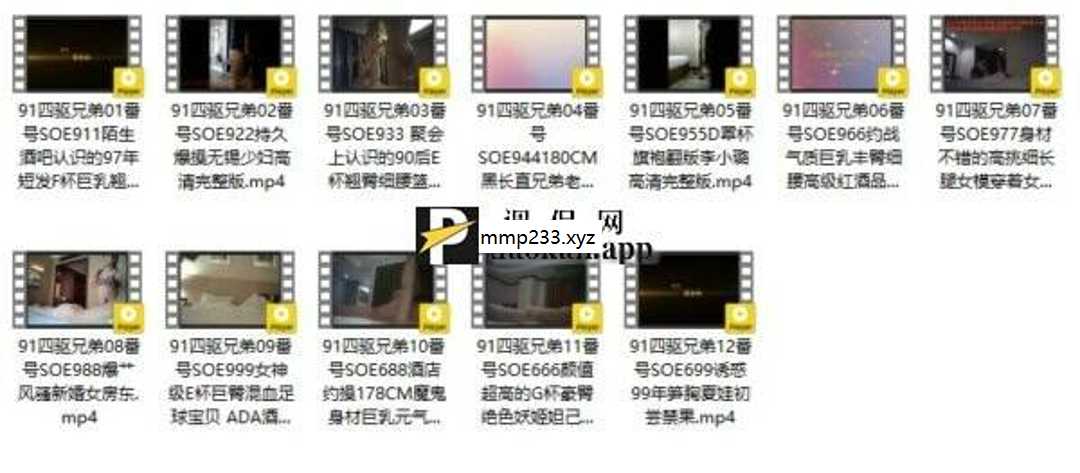 91四驱兄弟01番
号SOE911陌生
酒吧认识的97年
短发F杯巨乳翘...
91四驱兄弟02番
号SOE922持久
爆操无锡少妇高
清完整版.mp4
91四驱兄弟03番
号SOE933 聚会
上认识的90后E
杯翘臀细腰篮...
91四驱兄弟04番
号
SOE944180CM
黑长直兄弟老...
91四驱兄弟05番
号SOE955D罩杯
旗袍翻版李小璐
高清完整版.mp4
91四驱兄弟06番
号SOE966约战
气质巨乳丰臀细
腰高级红酒品...
91四驱兄弟07番
号SOE977身材
不错的高挑细长
腿女模穿着女...
网
mmp233.xyz
.app
91四驱兄弟08番
号SOE988爆艹
风骚新婚女房东.
mp4
91四驱兄弟09番
号SOE999女神
级E杯巨臀混血足
球宝贝 ADA酒...
91四驱兄弟10番
号SOE688酒店
约操178CM魔鬼
身材巨乳元气...
91四驱兄弟11番
号SOE666颜值
超高的G杯豪臀
绝色妖姬妲己...
91四驱兄弟12番
号SOE699诱惑
99年笋胸夏娃初
尝禁果.mp4